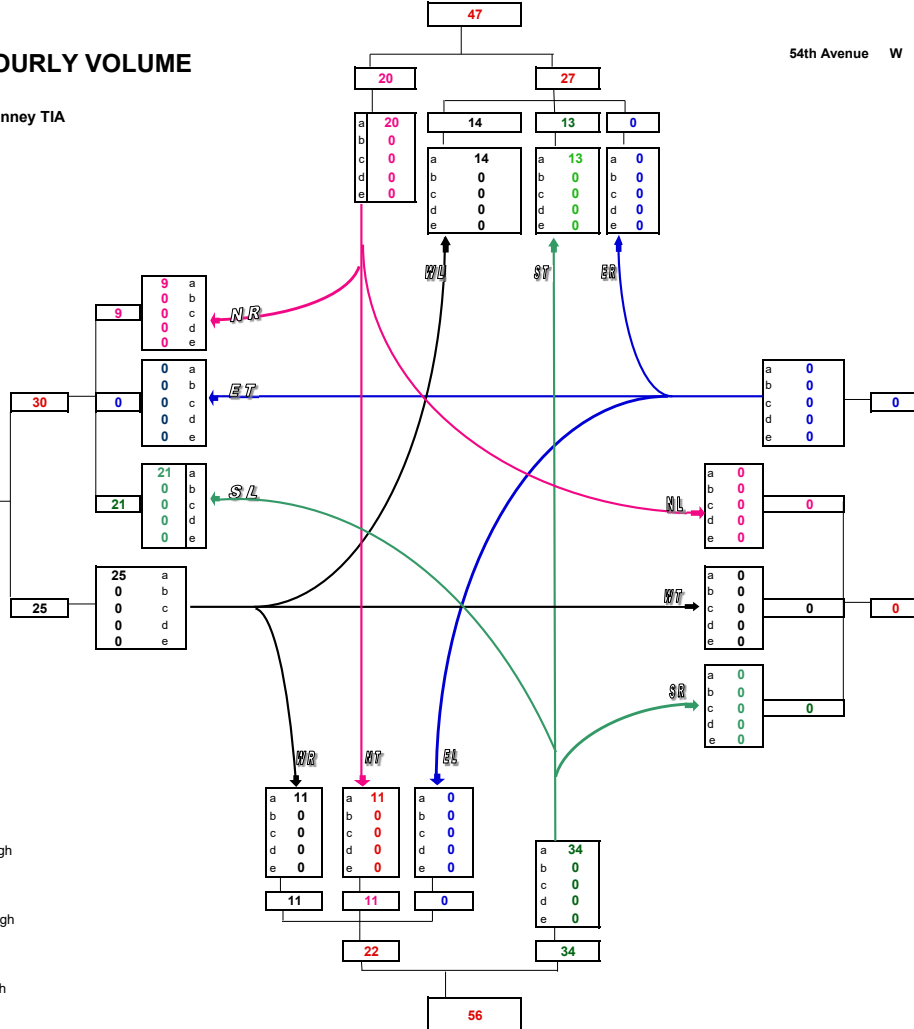 47
OURLY VOLUME
54th Avenue W
20
27
nney TIA
14
13
0
a 20
b 0
c 0
d 0
e 0
a 14
b 0
c 0
d 0
e 0
a 13
b 0
c 0
d 0
e 0
a 0
b 0
c 0
d 0
e 0
WL
ST
ER
9 a
0 b
0 c
0 d
0 e
9
NR
30
0
0 a
0 b
0 c
0 d
0 e
ET
a 0
b 0
c 0
d 0
e 0
0
21
21 a
0 b
0 c
0 d
0 e
SL
NL
a 0
b 0
c 0
d 0
e 0
0
25
25 a
0 b
0 c
0 d
0 e
WT
a 0
b 0
c 0
d 0
e 0
0
0
SR
a 0
b 0
c 0
d 0
e 0
0
WR
NT
EL
a 11
b 0
c 0
d 0
e 0
a 11
b 0
c 0
d 0
e 0
a 0
b 0
c 0
d 0
e 0
a 34
b 0
c 0
d 0
e 0
gh
11
11
0
gh
22
34
h
56